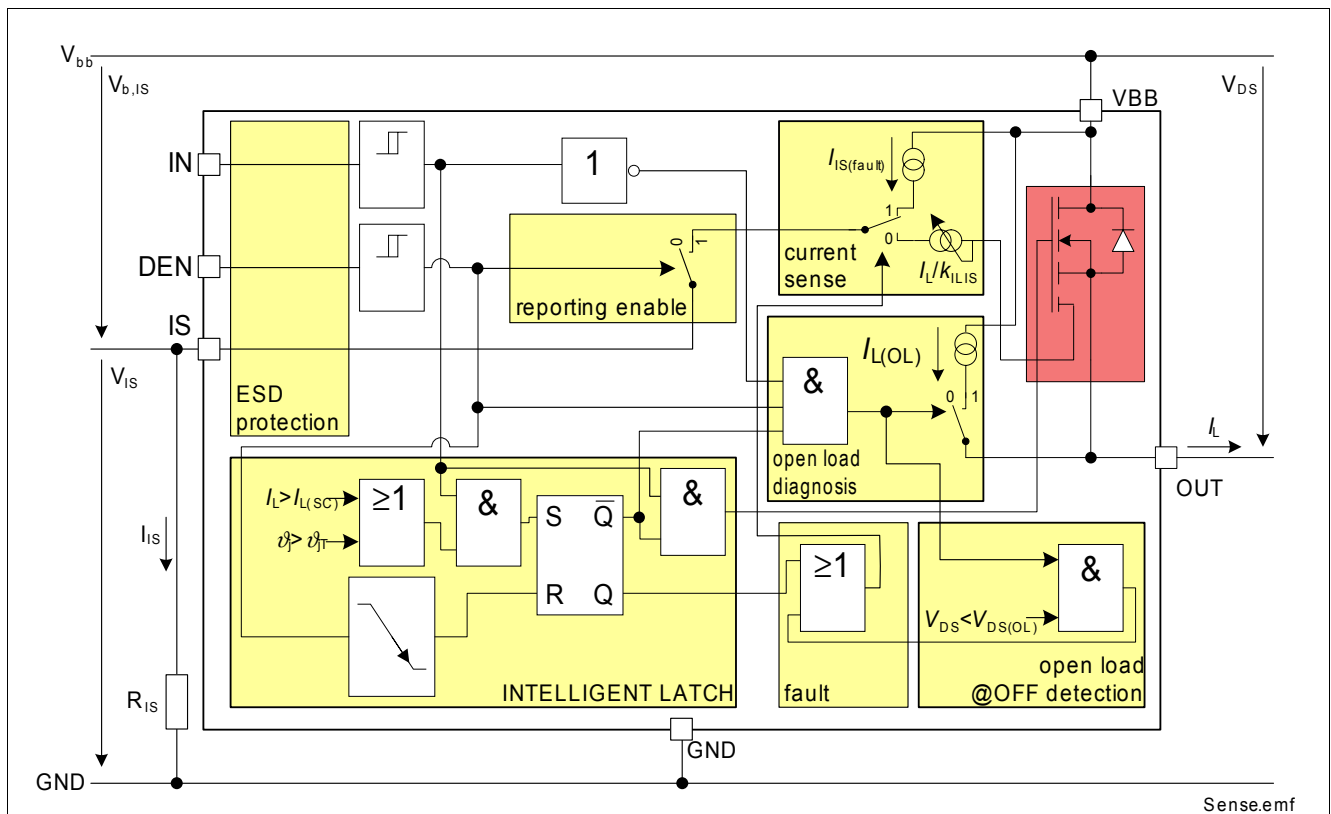 Vbb
Vb,IS
VBB
VDS
IN
1
IIS(fault)
1
0
current
sense
IL/kILIS
DEN
0
1
reporting enable
IS
VIS
ESD
protection
IL(OL)
&
0
1
open load
diagnosis
IL
OUT
IL>IL(SC)
≥1
&
S
Q̅
&
ϑj>ϑjT
R
Q
IIS
≥1
&
VDS<VDS(OL)
INTELLIGENT LATCH
fault
open load
@OFF detection
RIS
GND
GND
Sense.emf